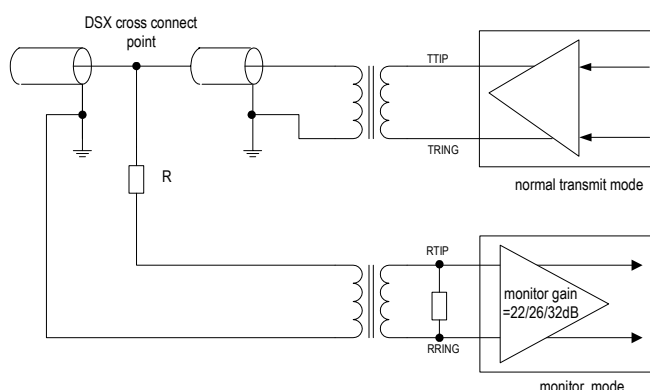 DSX cross connect
point
TTIP
TRING
normal transmit mode
R
RTIP
monitor gain
=22/26/32dB
RRING
monitor mode